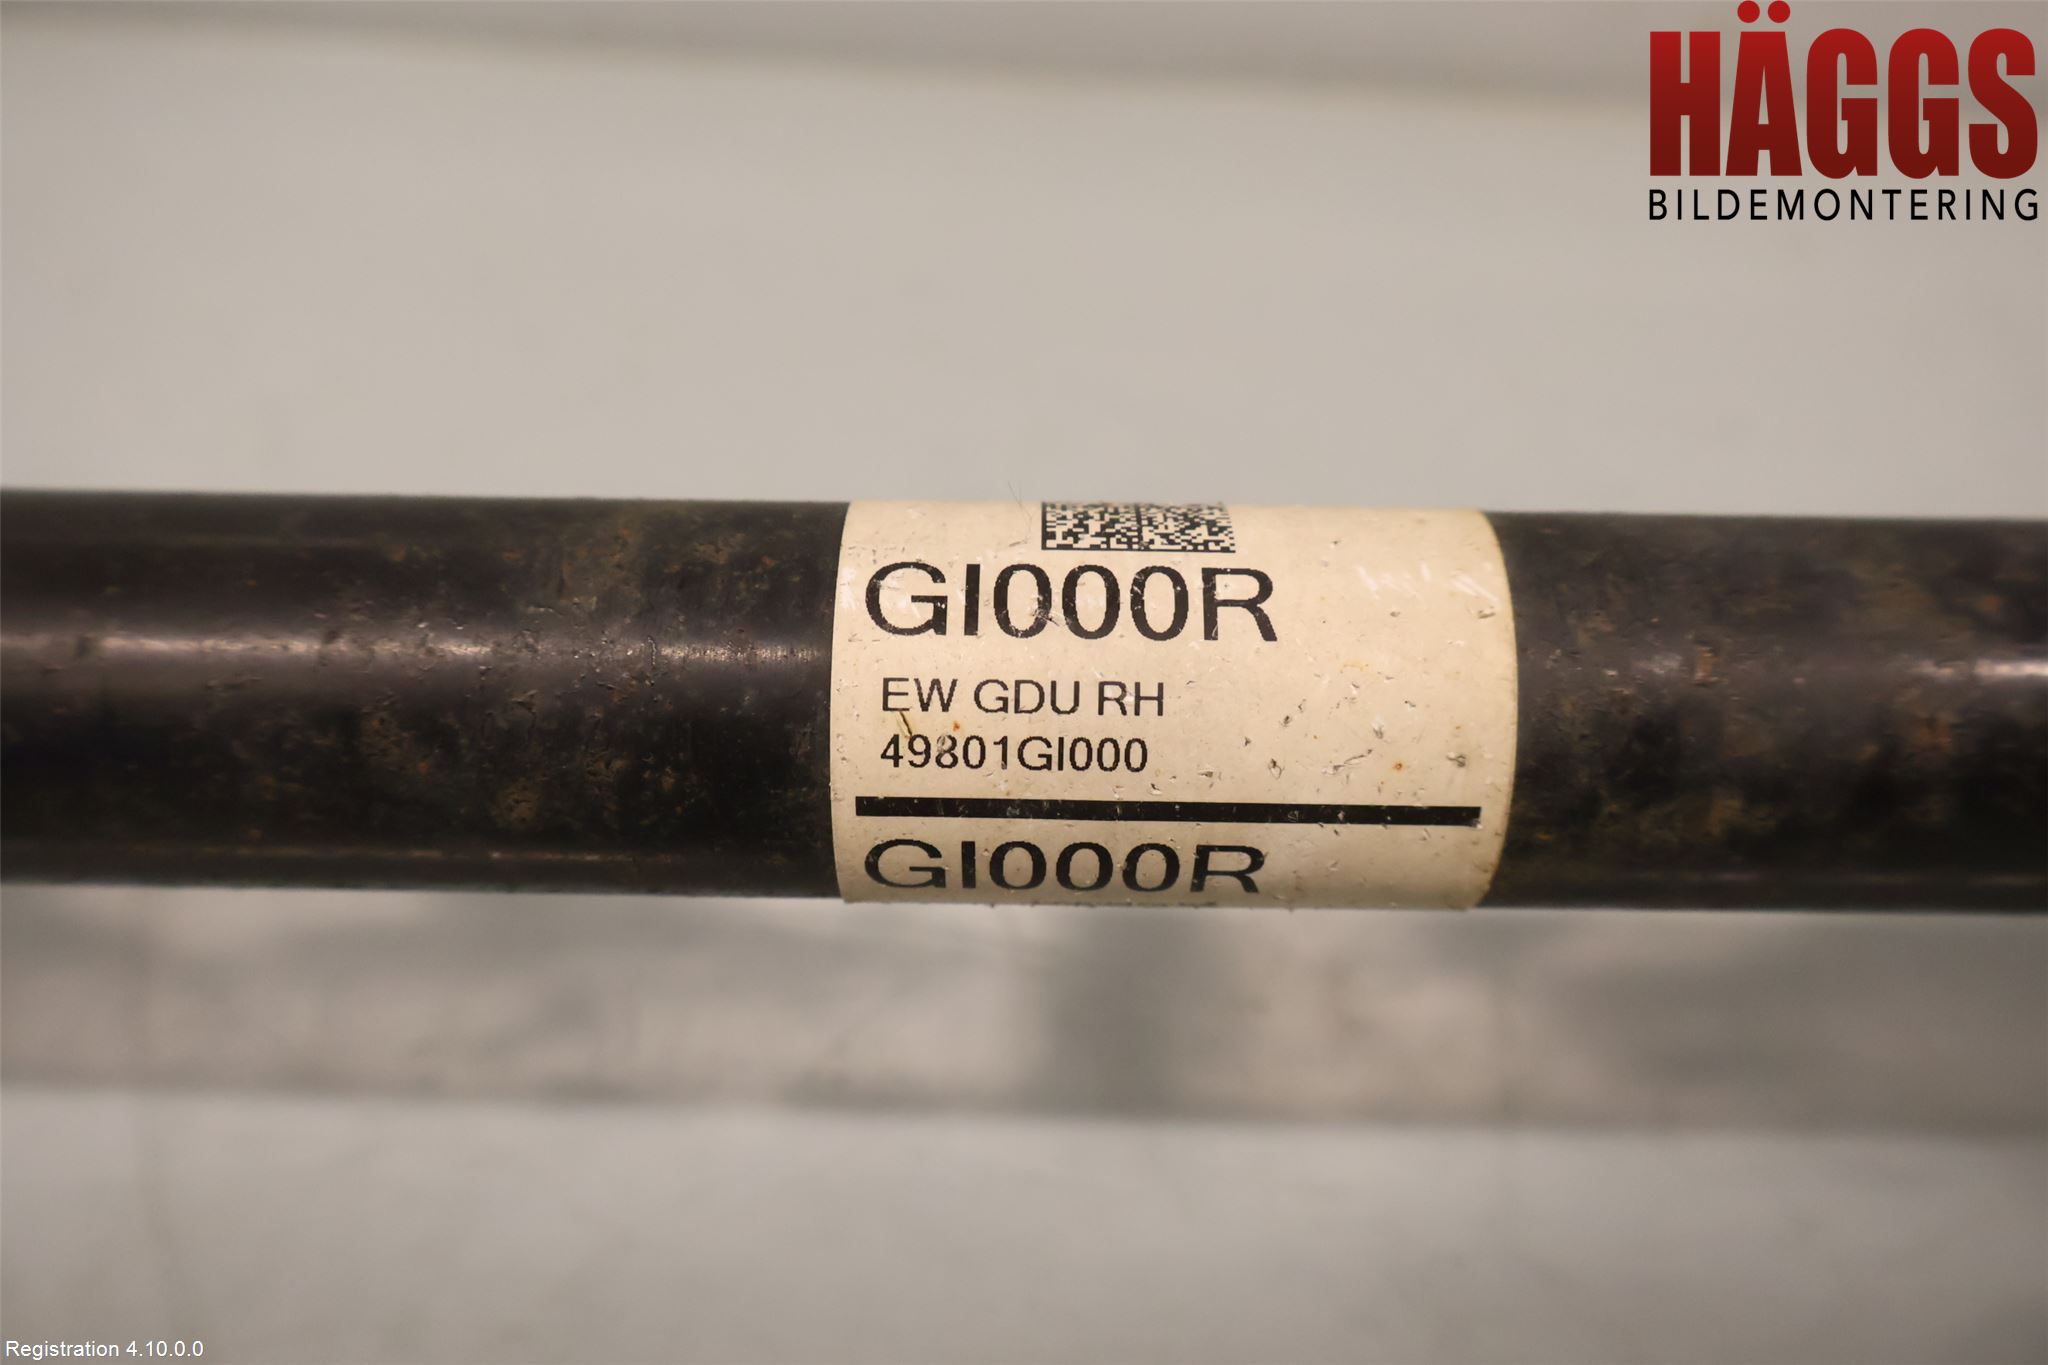 HÄGGS
BILDEMONTERING
GI000R
EW GDU RH
49801GI000
GI000R
Registration 4.10.0.0